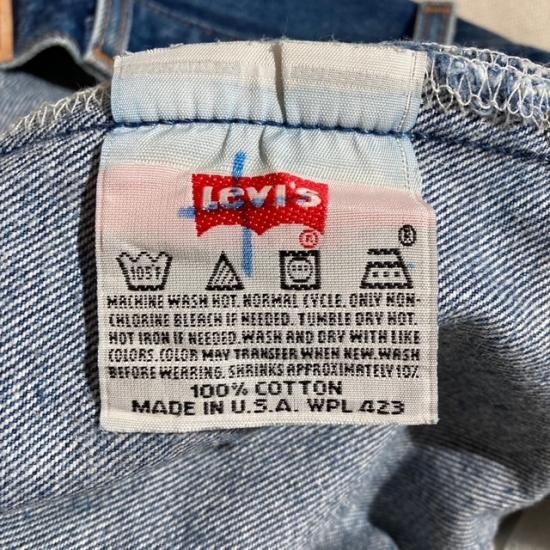 Levi's
®
105°F
®
MACHINE WASH HOT. NORMAL CYCLE. ONLY NON-
CHLORINE BLEACH IF NEEDED. TUMBLE DRY HOT.
HOT IRON IF NEEDED. WASH AND DRY WITH LIKE
COLORS. COLOR MAY TRANSFER WHEN NEW. WASH
BEFORE WEARING. SHRINKS APPROXIMATELY 10%
100% COTTON
MADE IN U.S.A. WPL 423